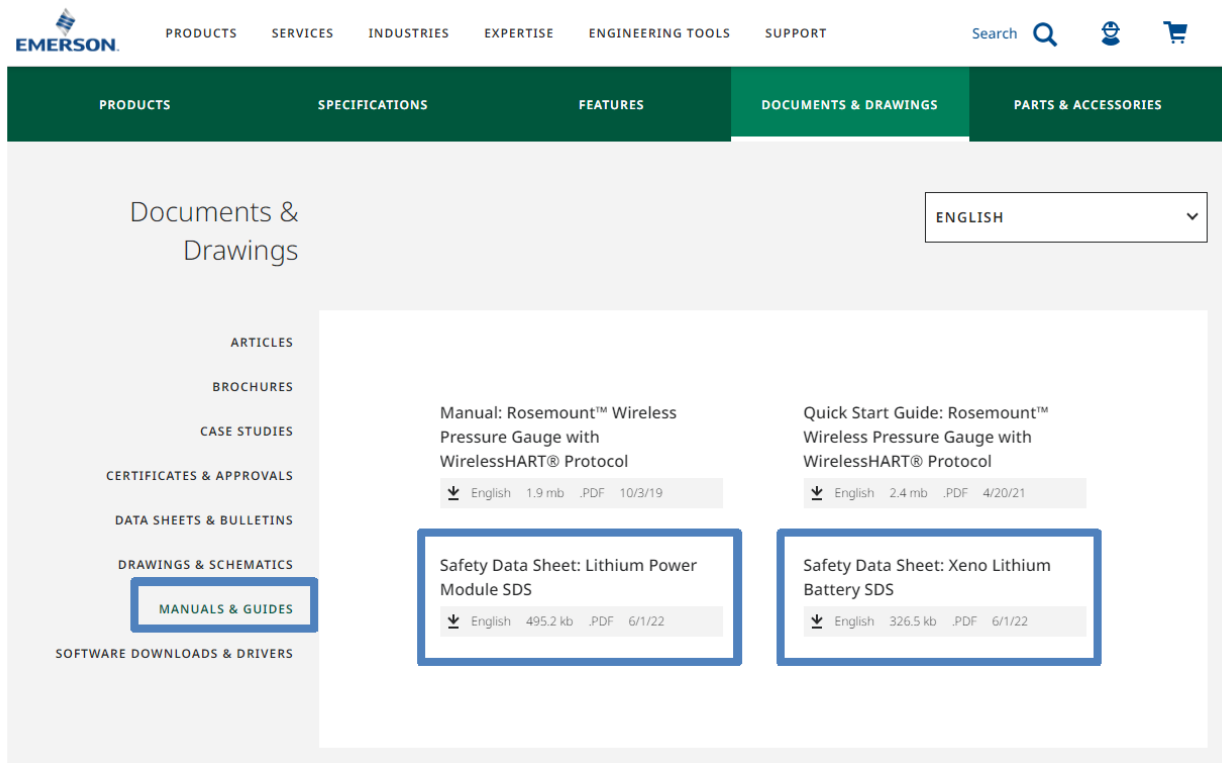 EMERSON.
PRODUCTS SERVICES INDUSTRIES EXPERTISE ENGINEERING TOOLS SUPPORT Search
PRODUCTS SPECIFICATIONS FEATURES DOCUMENTS & DRAWINGS PARTS & ACCESSORIES
Documents &
Drawings
ENGLISH
ARTICLES
BROCHURES
CASE STUDIES
CERTIFICATES & APPROVALS
DATA SHEETS & BULLETINS
DRAWINGS & SCHEMATICS
MANUALS & GUIDES
SOFTWARE DOWNLOADS & DRIVERS
Manual: Rosemount™ Wireless
Pressure Gauge with
WirelessHART® Protocol
English 1.9 mb .PDF 10/3/19
Quick Start Guide: Rosemount™
Wireless Pressure Gauge with
WirelessHART® Protocol
English 2.4 mb .PDF 4/20/21
Safety Data Sheet: Lithium Power
Module SDS
English 495.2 kb .PDF 6/1/22
Safety Data Sheet: Xeno Lithium
Battery SDS
English 326.5 kb .PDF 6/1/22